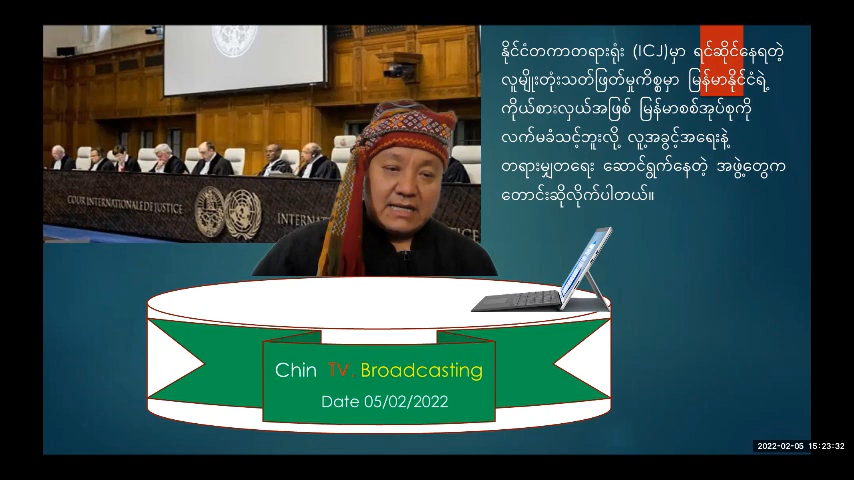 နိုင်ငံတကာတရားရုံး (ICJ)မှာ ရင်ဆိုင်နေရတဲ့
လူမျိုးတုံးသတ်ဖြတ်မှုကိစ္စမှာ မြန်မာနိုင်ငံရဲ့
ကိုယ်စားလှယ်အဖြစ် မြန်မာစစ်အုပ်စုကို
လက်မခံသင့်ဘူးလို့ လူ့အခွင့်အရေးနဲ့
တရားမျှတရေး ဆောင်ရွက်နေတဲ့ အဖွဲ့တွေက
တောင်းဆိုလိုက်ပါတယ်။
COUR INTERNATIONALE DE JUSTICE
INTERN
Chin TV. Broadcasting
Date 05/02/2022
2022-02-05 15:23:32